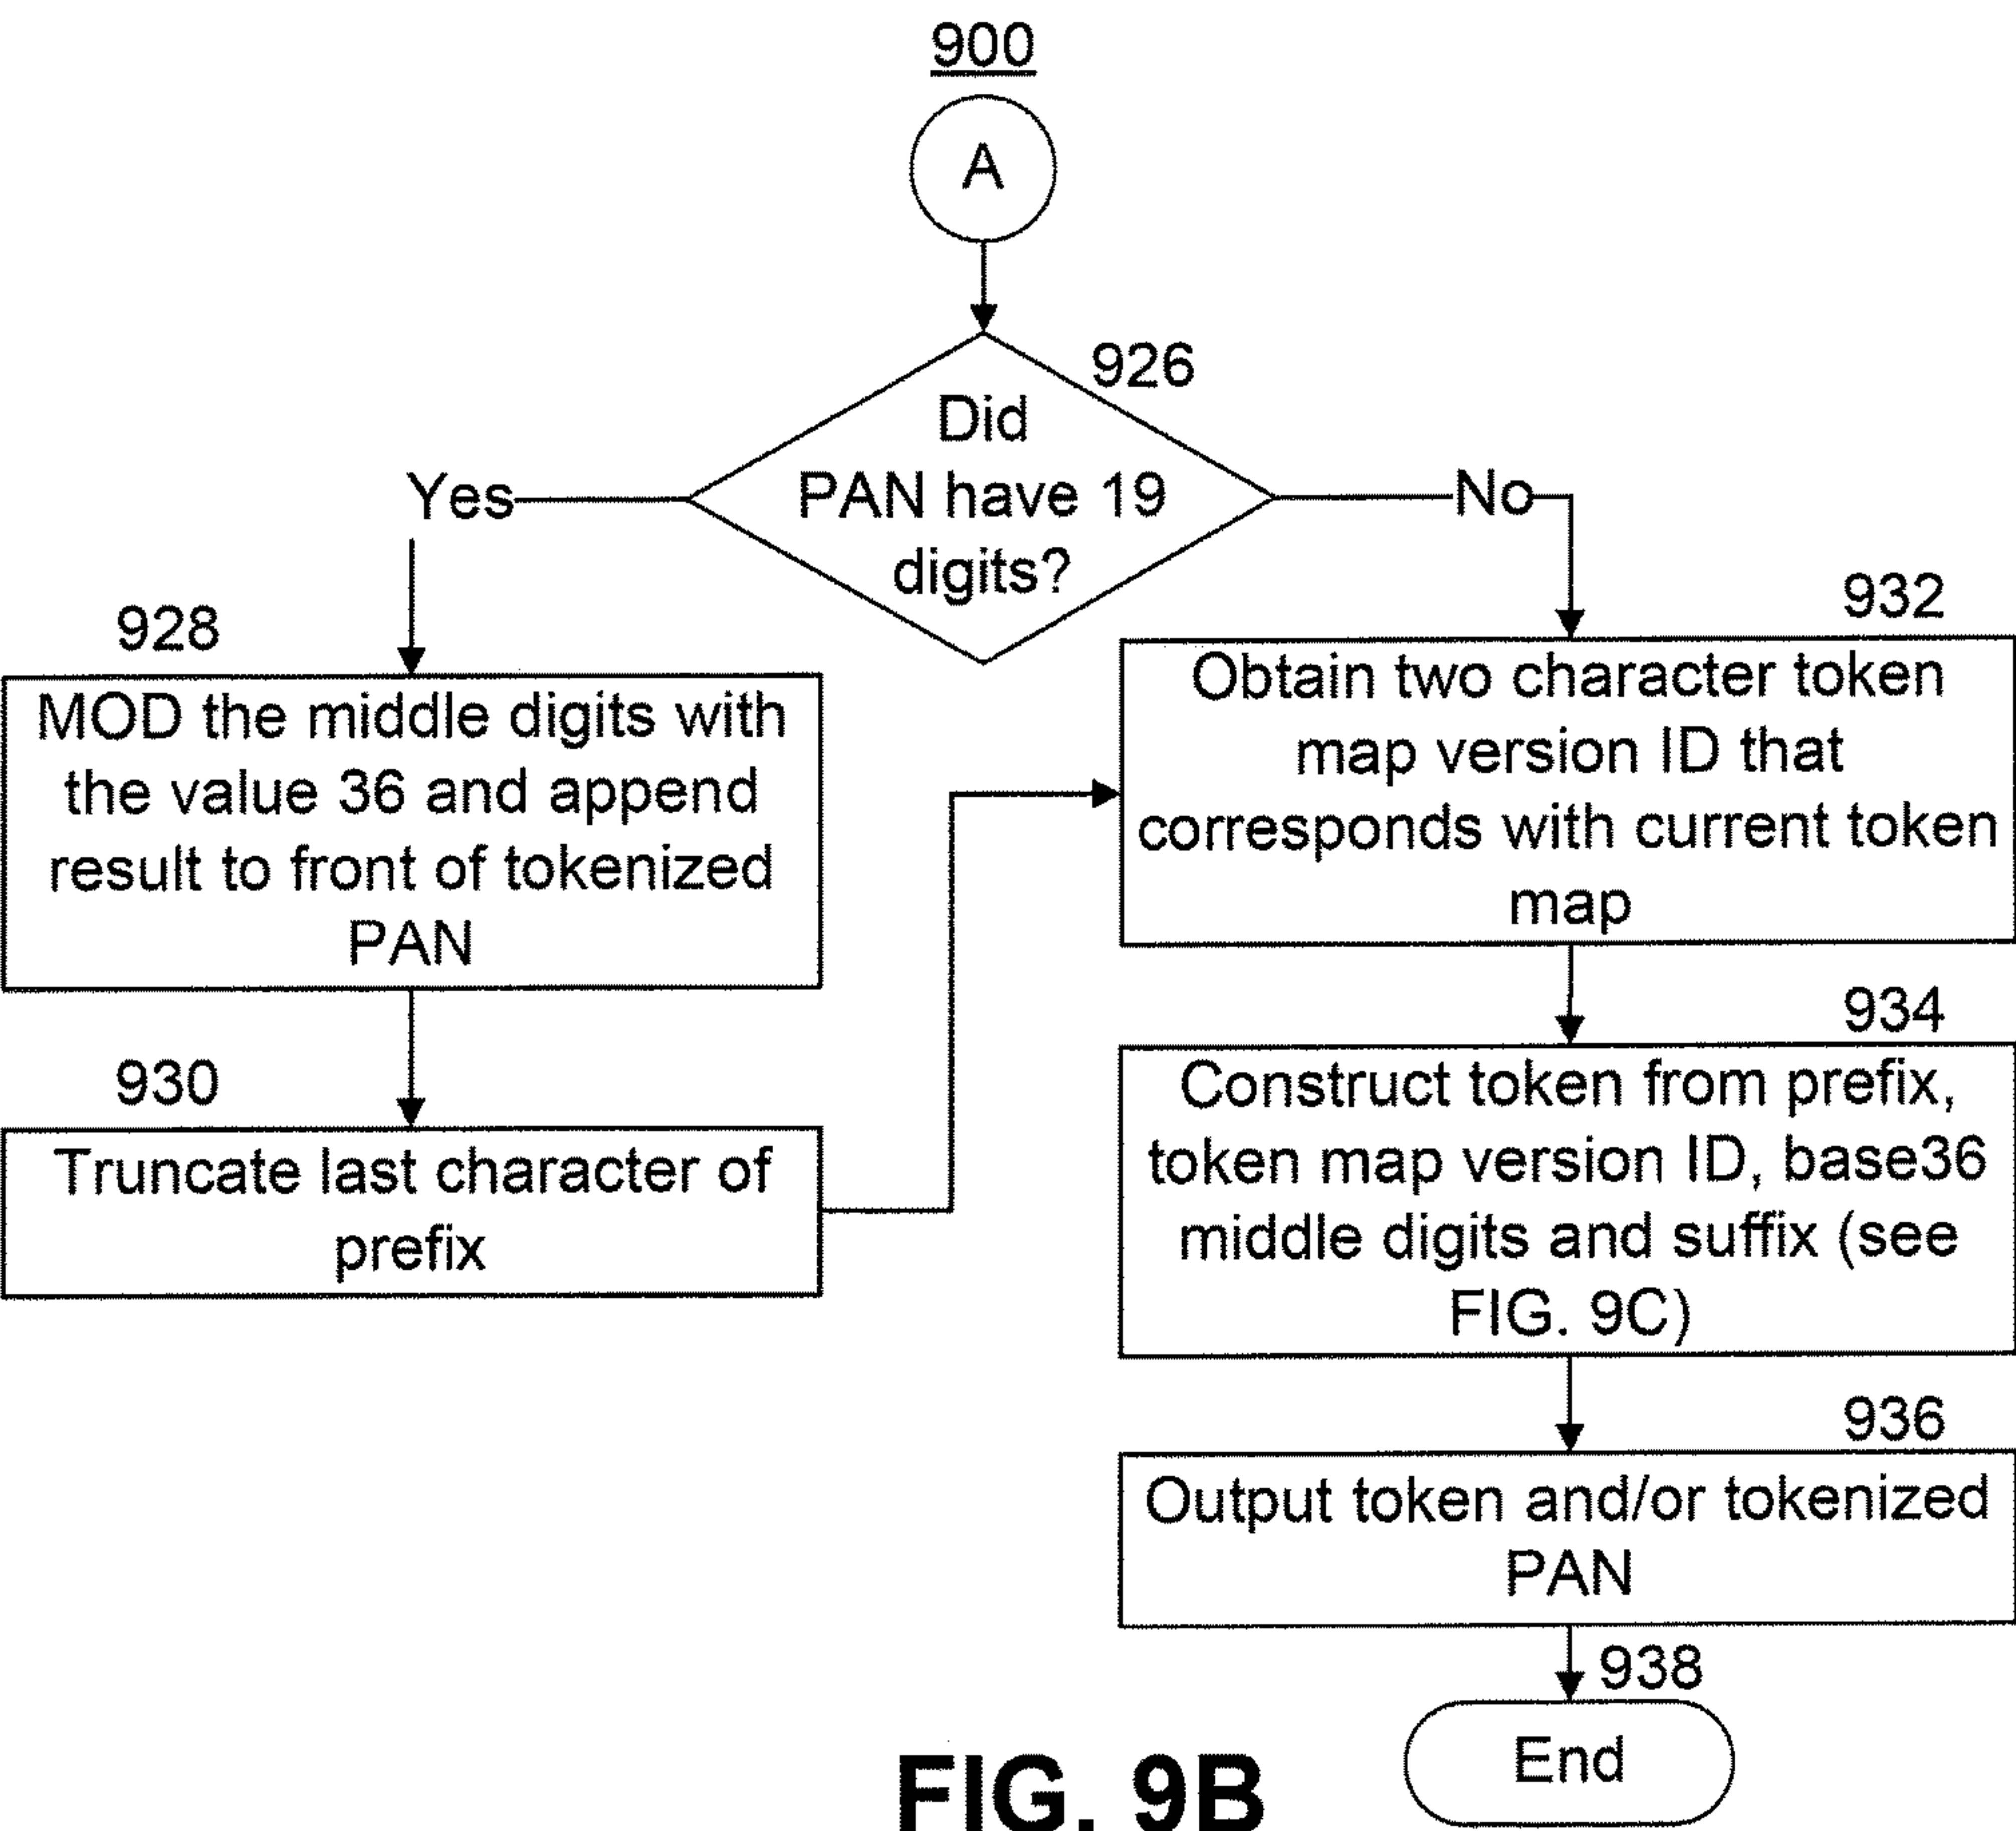 900
A
926
Did
PAN have 19
digits?
Yes
No
928
MOD the middle digits with
the value 36 and append
result to front of tokenized
PAN
930
Truncate last character of
prefix
932
Obtain two character token
map version ID that
corresponds with current token
map
934
Construct token from prefix,
token map version ID, base36
middle digits and suffix (see
FIG. 9C)
936
Output token and/or tokenized
PAN
938
End
FIG. 9B